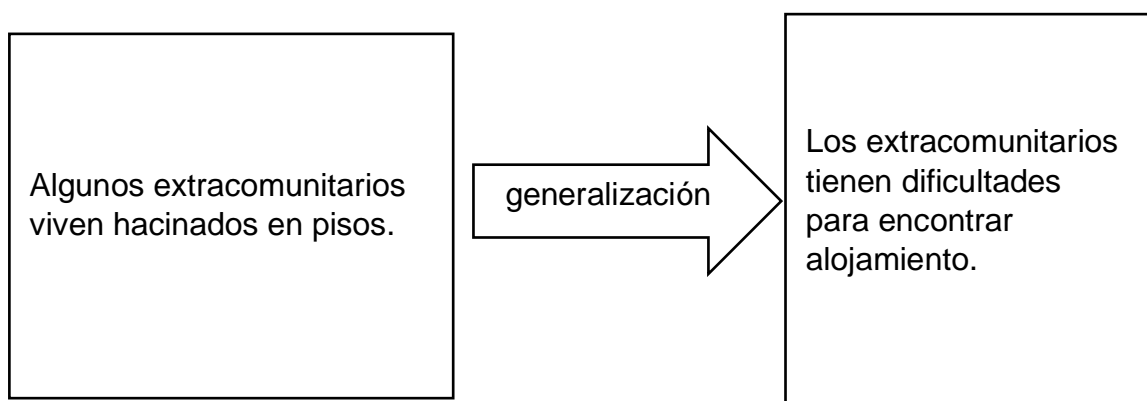 Algunos extracomunitarios
viven hacinados en pisos.
generalización
Los extracomunitarios
tienen dificultades
para encontrar
alojamiento.